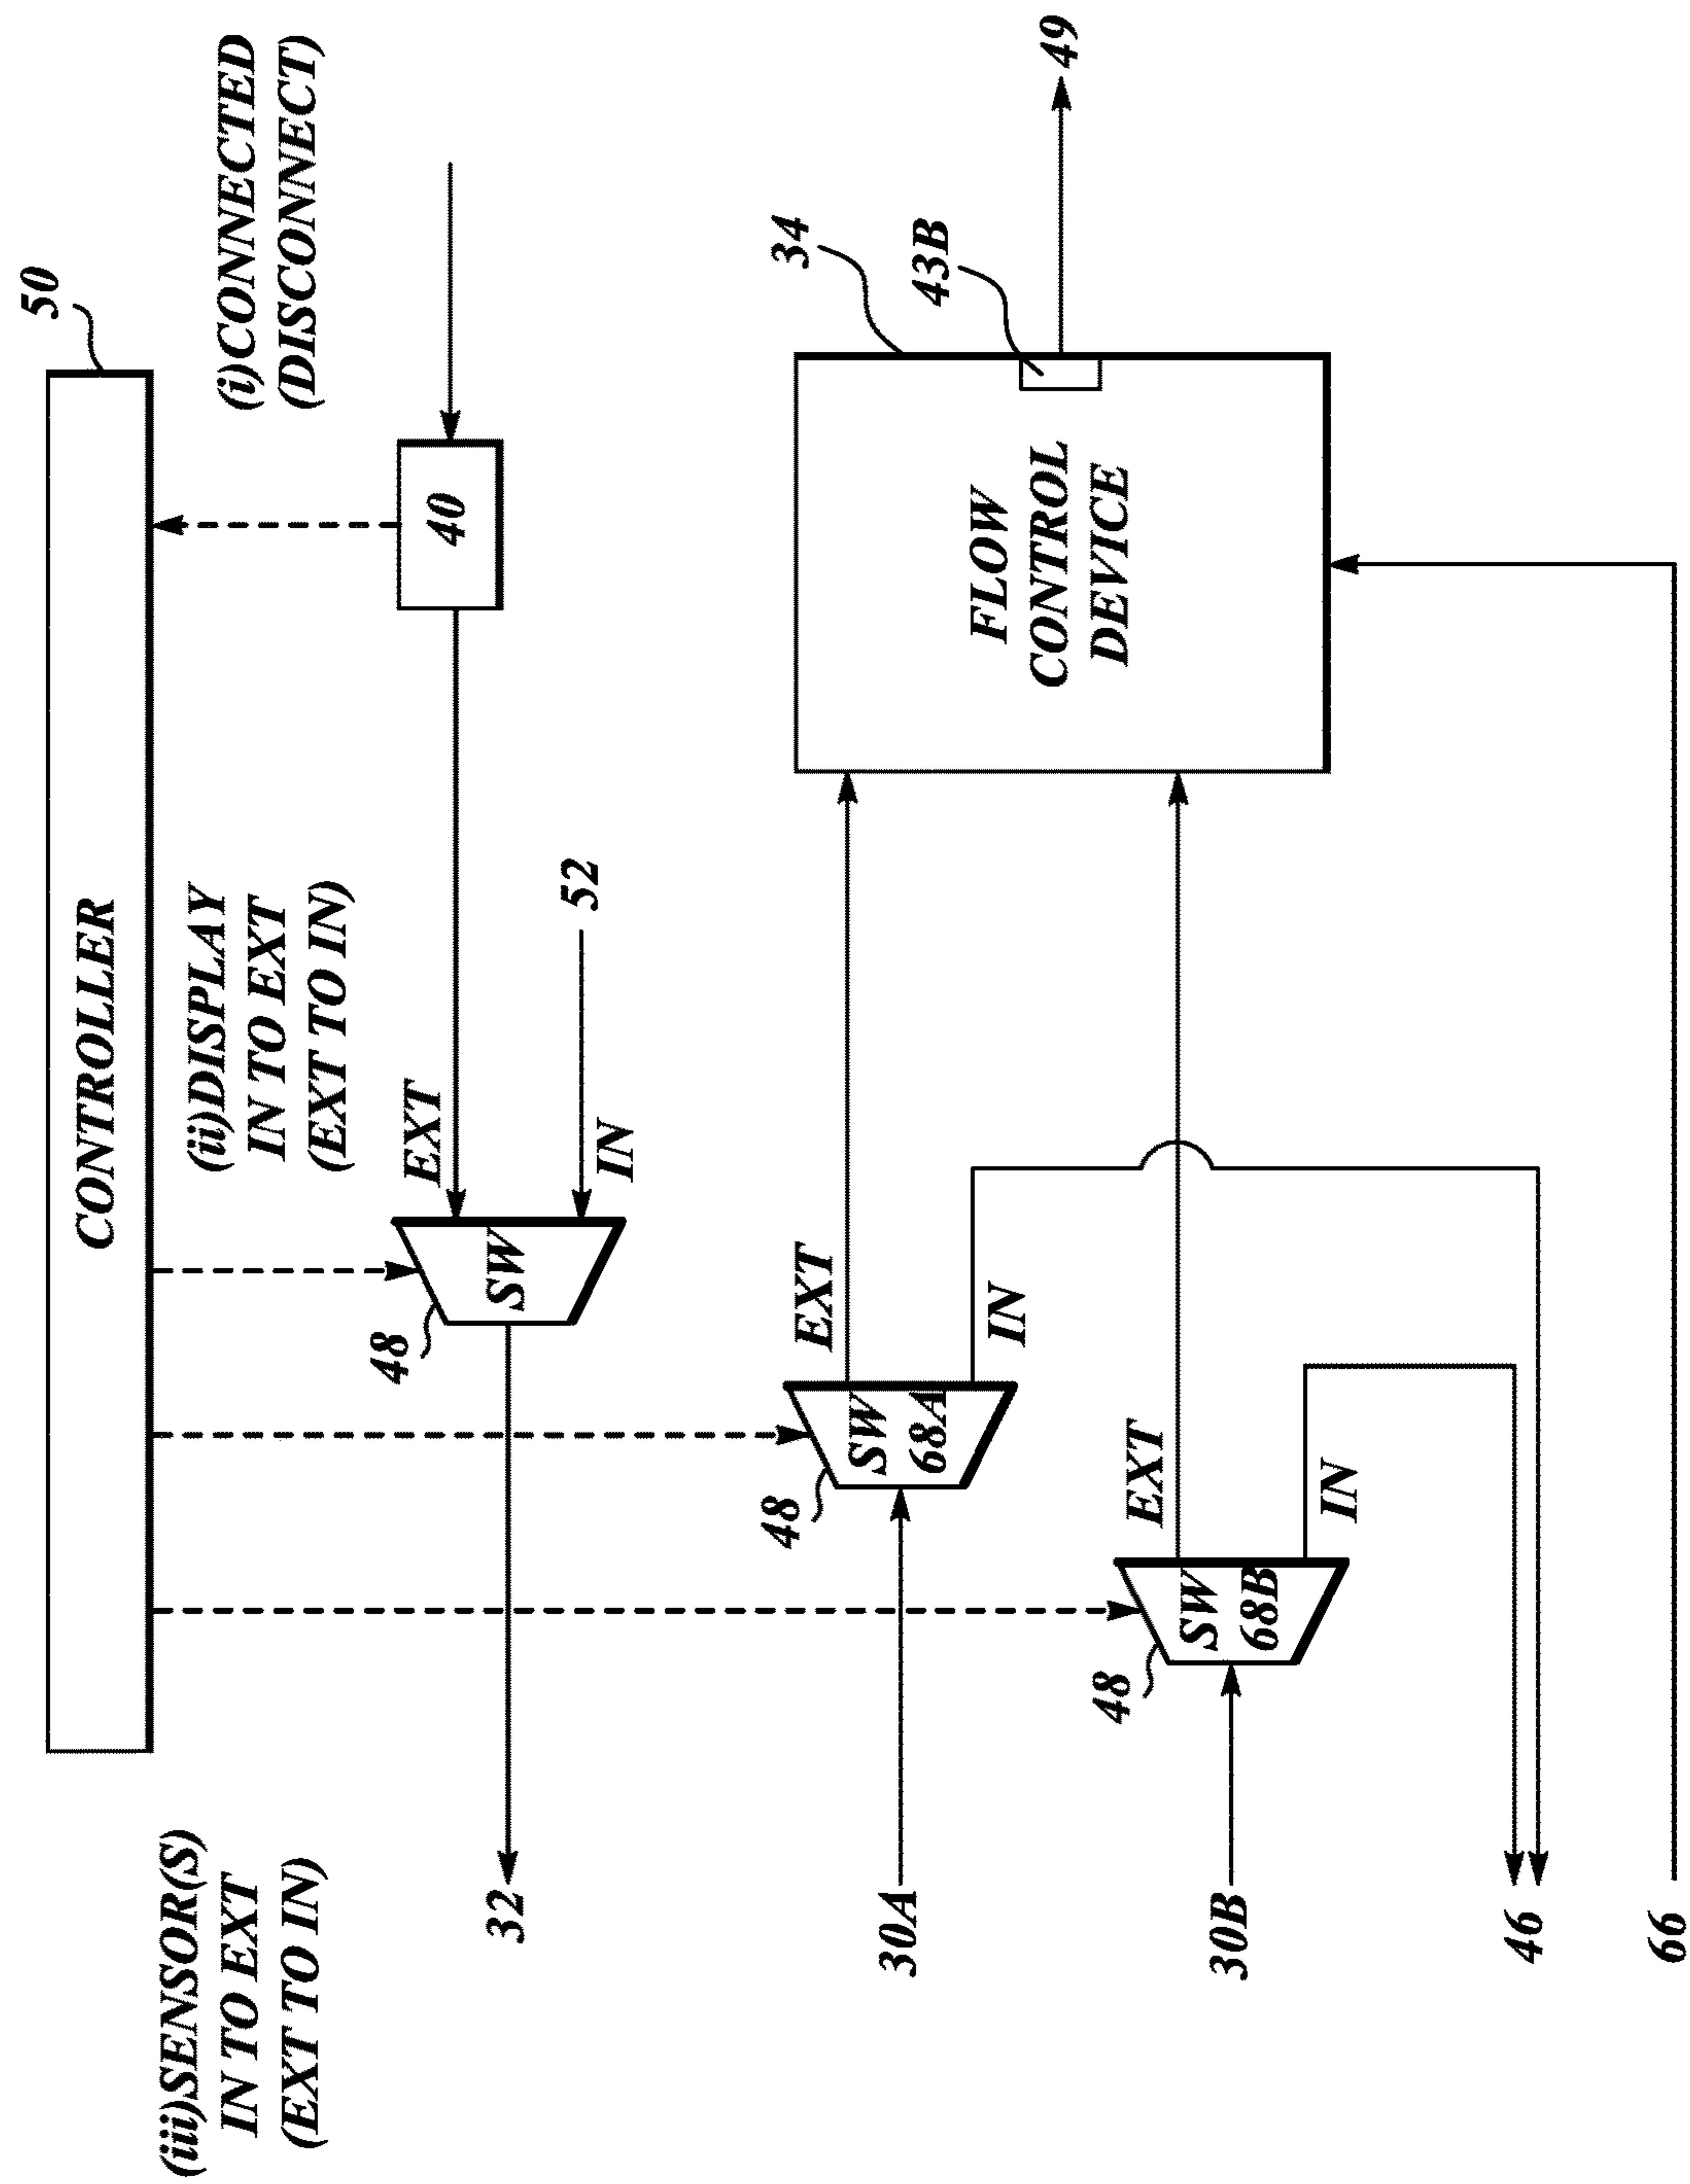 50
CONTROLLER
(iii)SENSOR(S)
IN TO EXT
(EXT TO IN)
(ii)DISPLAY
IN TO EXT
(EXT TO IN)
(i)CONNECTED
(DISCONNECT)
40
EXT
48
SW
32
52
IN
34
43B
49
FLOW
CONTROL
DEVICE
EXT
48
SW
68A
30A
IN
EXT
48
SW
68B
30B
IN
46
66